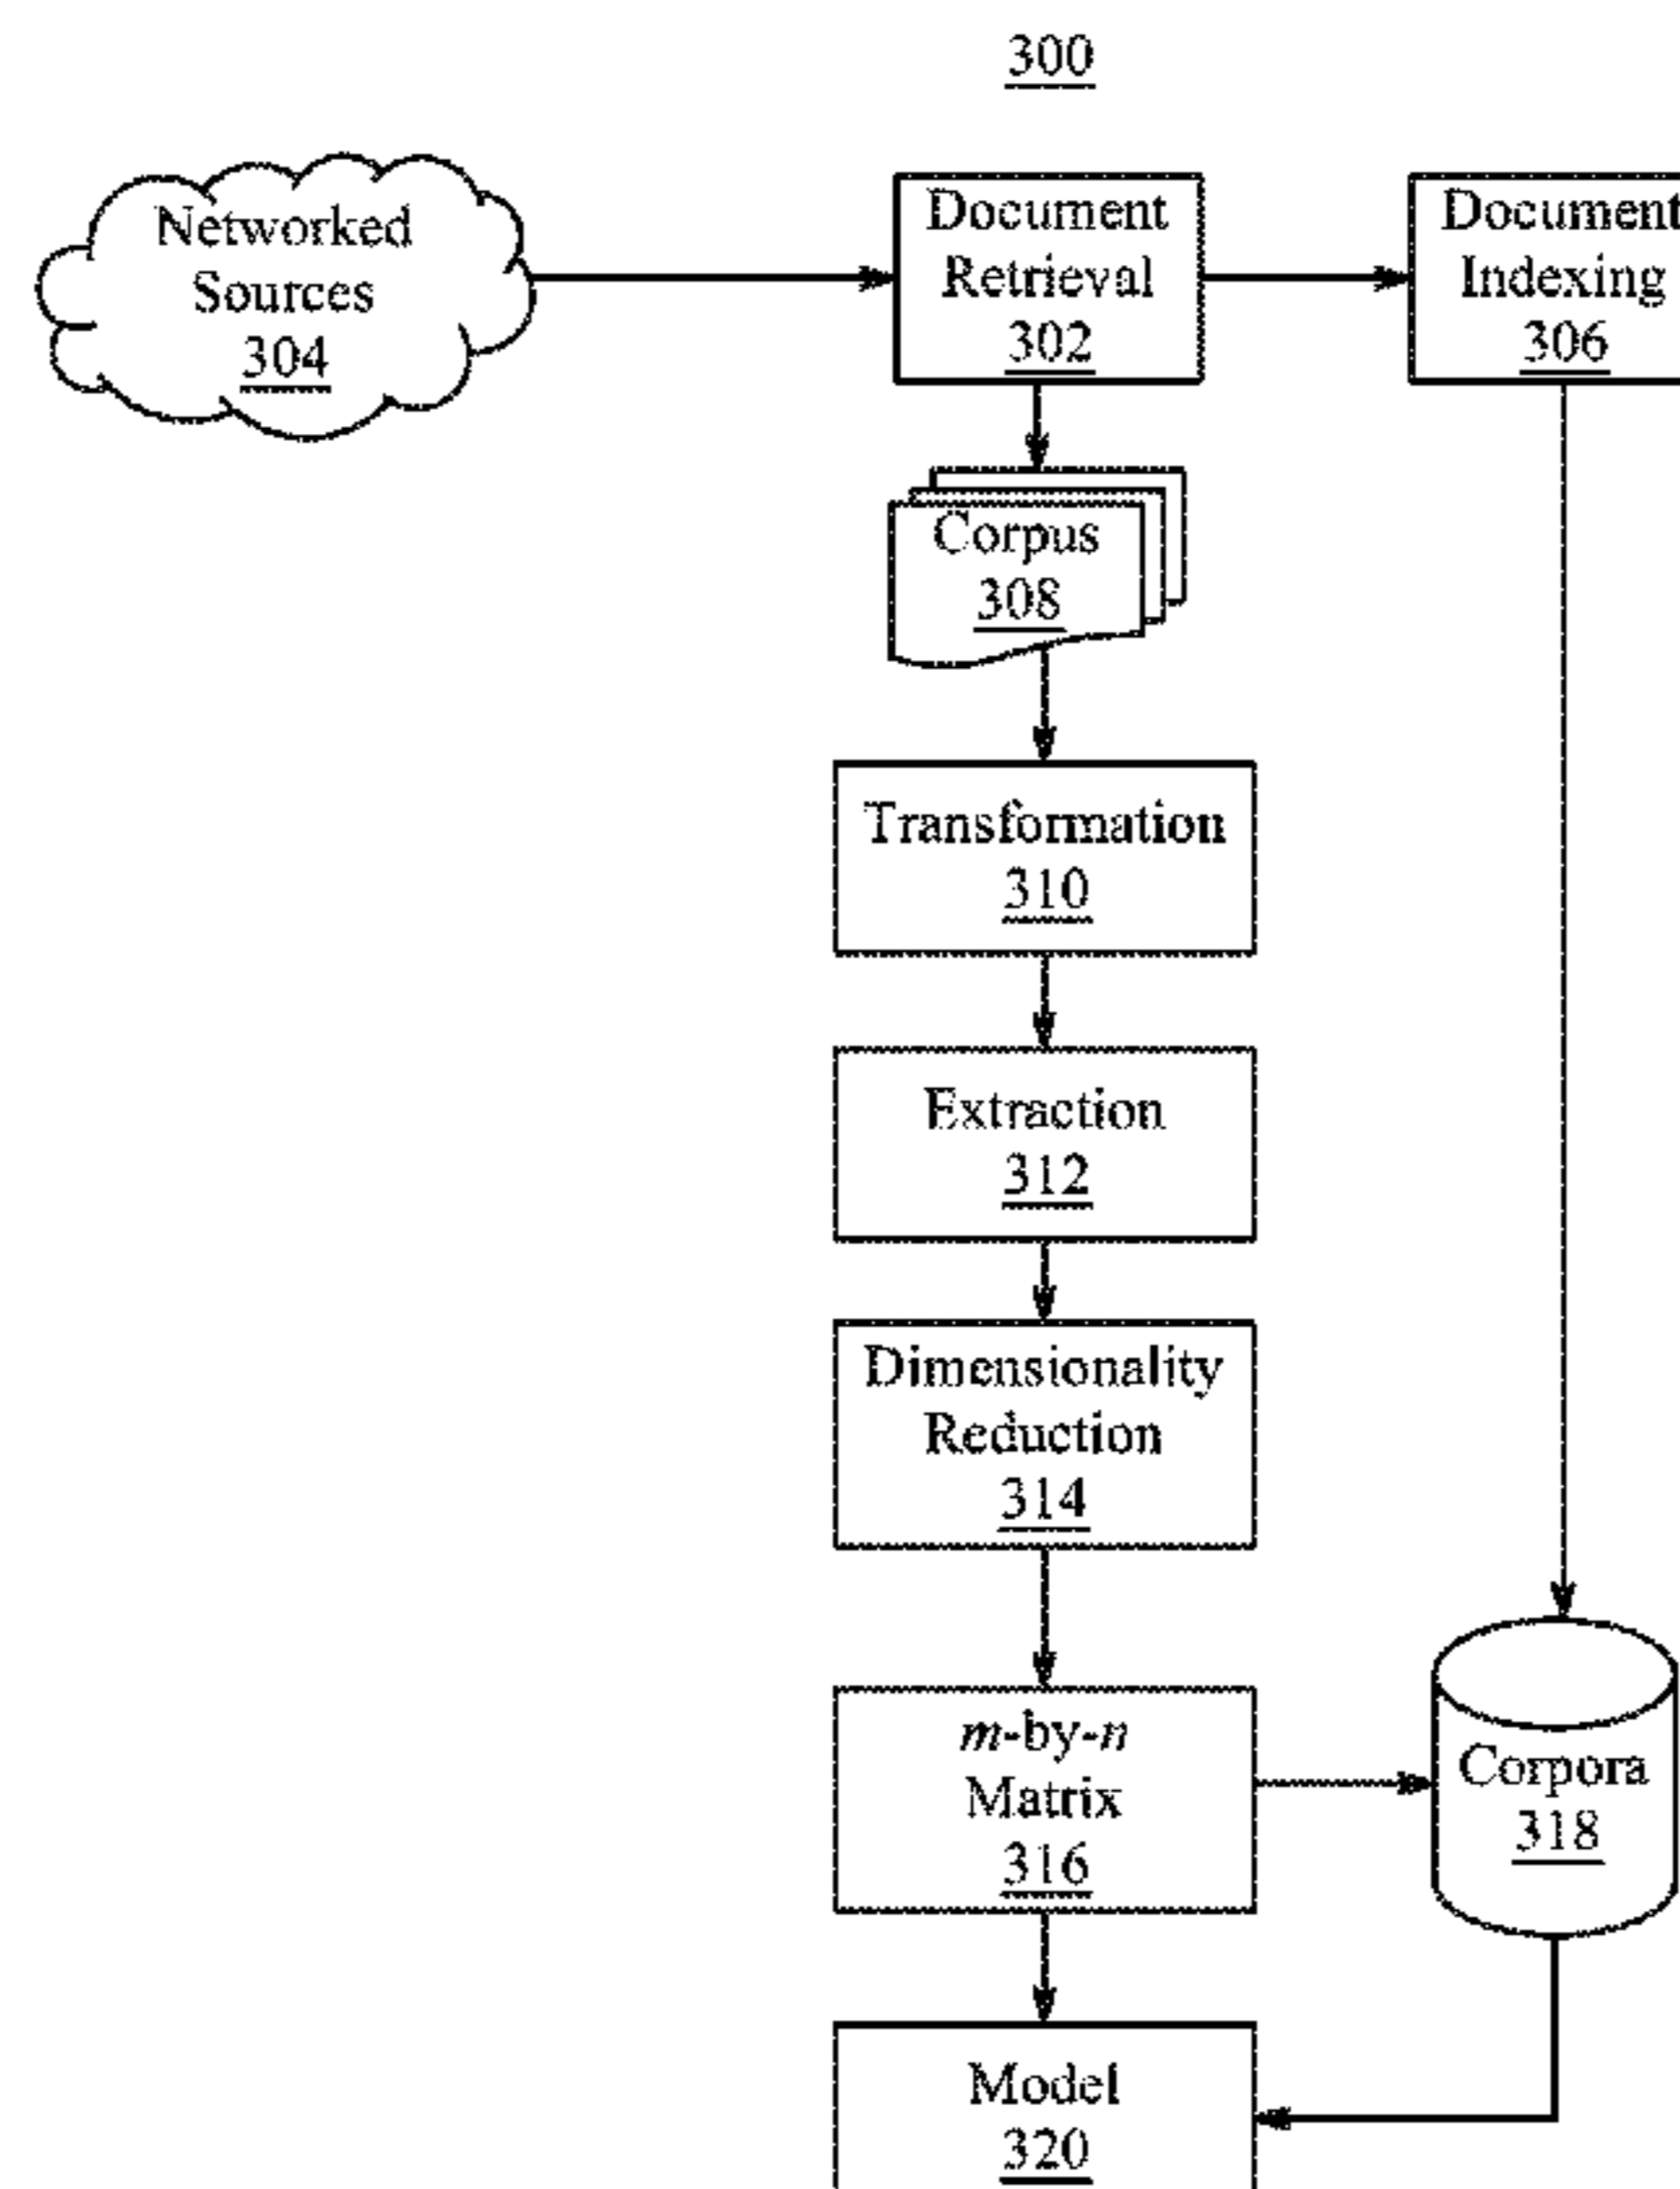 300
Networked
Sources
304
Document
Retrieval
302
Document
Indexing
306
Corpus
308
Transformation
310
Extraction
312
Dimensionality
Reduction
314
m-by-n
Matrix
316
Corpora
318
Model
320